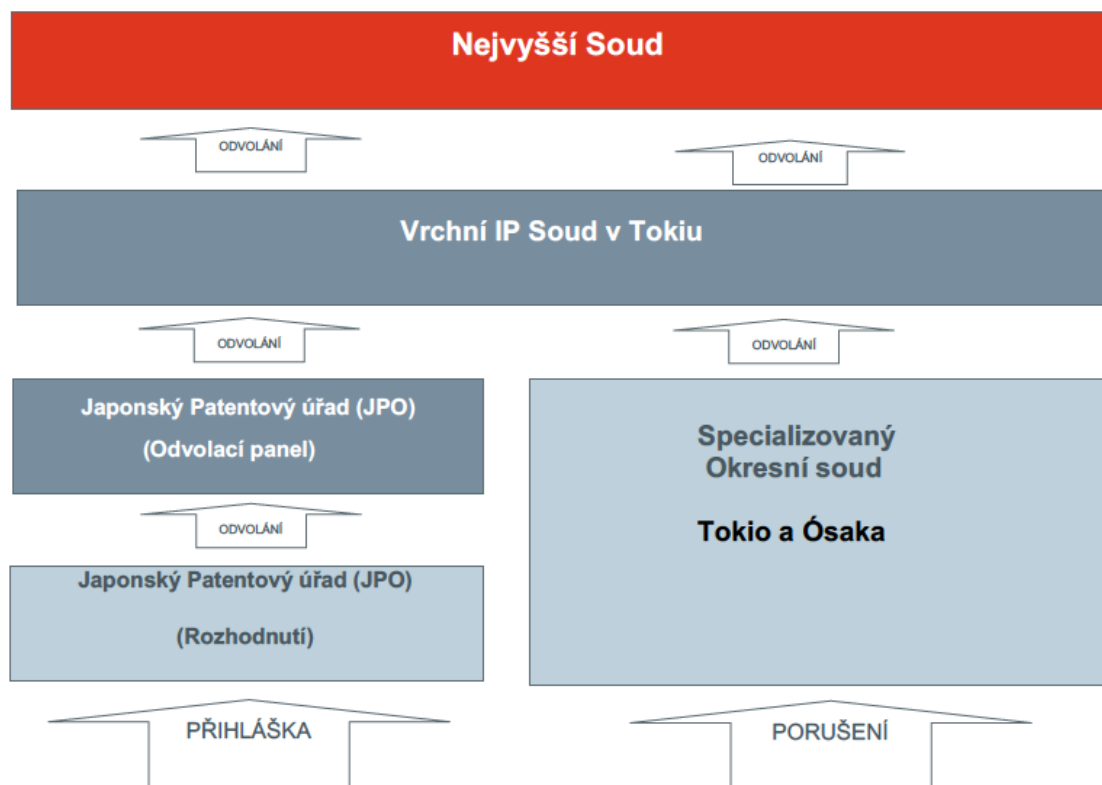 Nejvyšší Soud
ODVOLÁNÍ
ODVOLÁNÍ
Vrchní IP Soud v Tokiu
ODVOLÁNÍ
ODVOLÁNÍ
Japonský Patentový úřad (JPO)
(Odvolací panel)
Specializovaný
Okresní soud
Tokio a Ósaka
ODVOLÁNÍ
Japonský Patentový úřad (JPO)
(Rozhodnutí)
PŘIHLÁŠKA
PORUŠENÍ